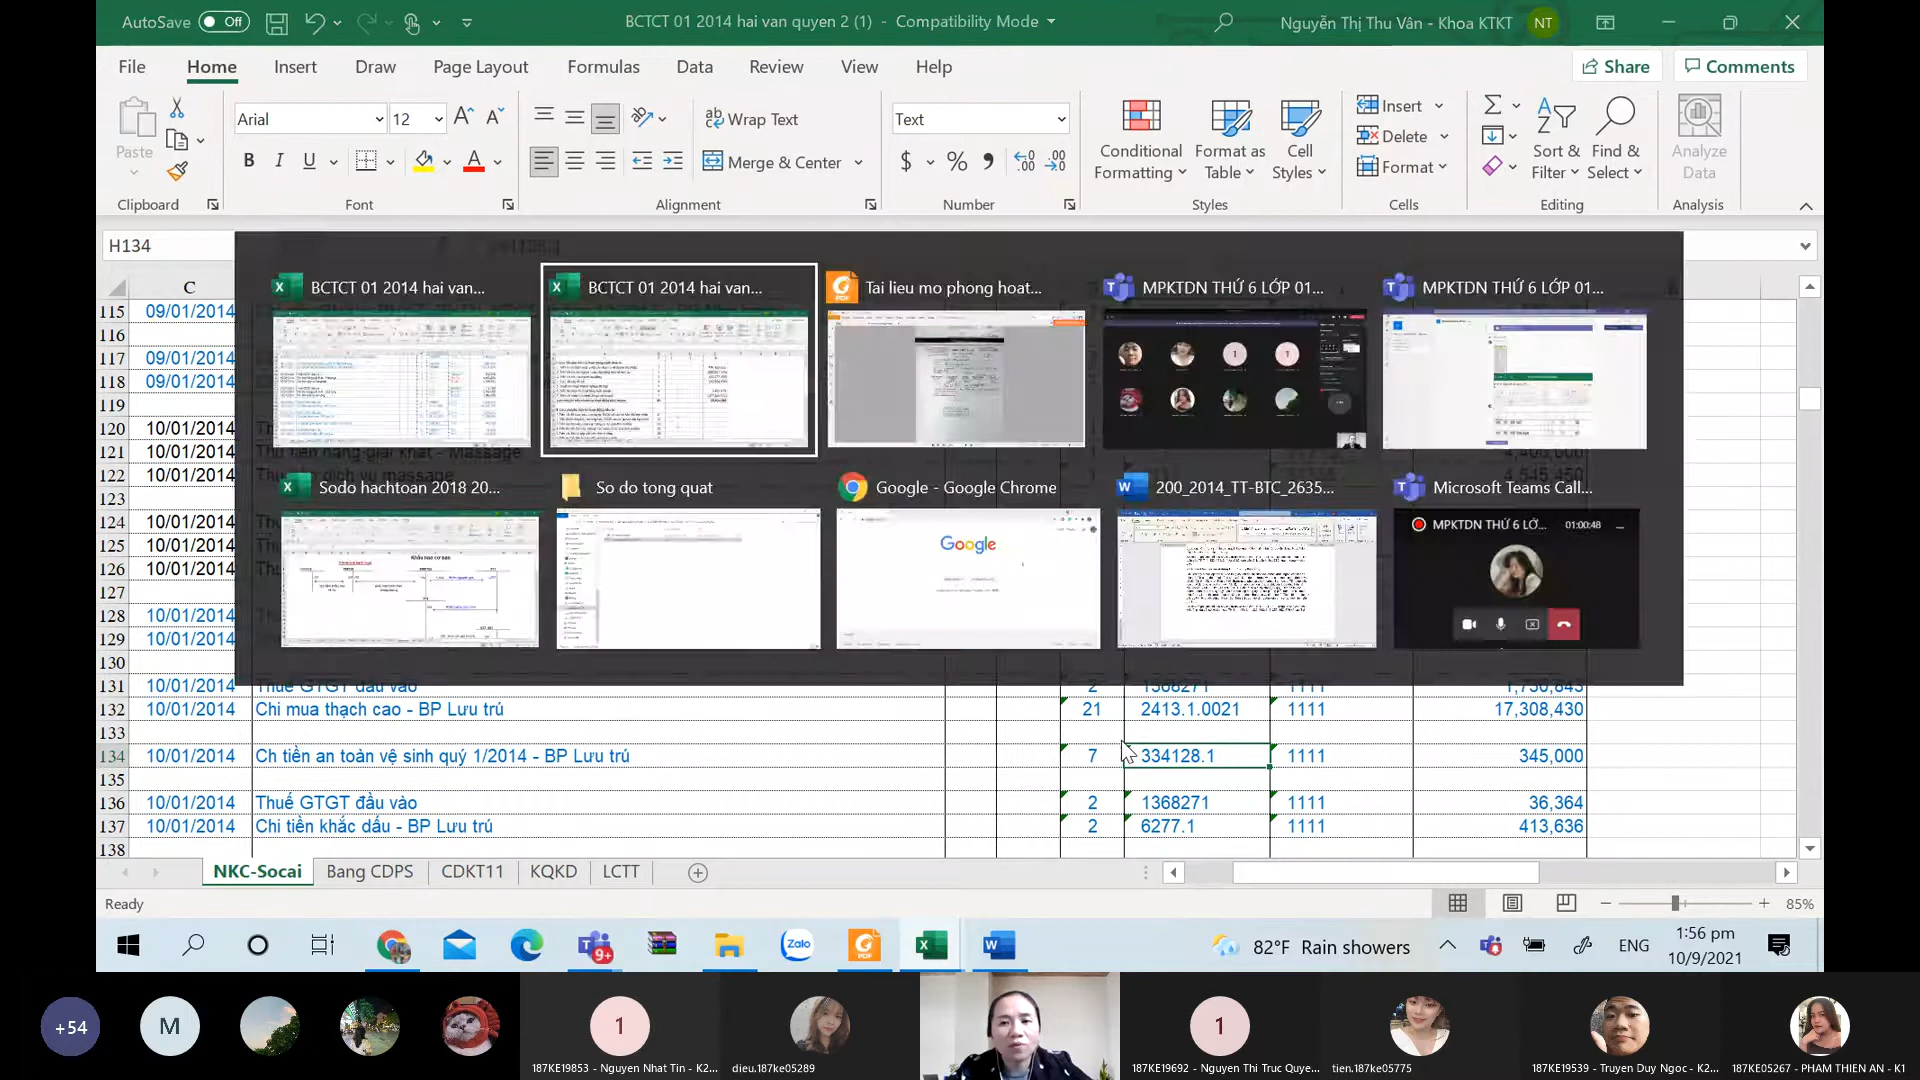 AutoSave Off
BCTCT 01 2014 hai van quyen 2 (1) - Compatibility Mode
Nguyễn Thị Thu Vân - Khoa KTKT NT
File Home Insert Draw Page Layout Formulas Data Review View Help
Share Comments
Paste
Clipboard
Arial 12
B I U
Font
Wrap Text
Merge & Center
Alignment
Text
$ % 
Number
Conditional Formatting
Format as Table
Cell Styles
Styles
Insert
Delete
Format
Cells
Sort & Filter
Find & Select
Editing
Analyze Data
Analysis
H134
C
BCTCT 01 2014 hai van...
BCTCT 01 2014 hai van...
Tai lieu mo phong hoat...
MPKTDN THỨ 6 LỚP 01...
MPKTDN THỨ 6 LỚP 01...
Sodo hachtoan 2018 20...
So do tong quat
Google - Google Chrome
200_2014_TT-BTC_2635...
Microsoft Teams Call...
Google
MPKTDN THỨ 6 LỚ... 01:00:48
115 09/01/2014
116
117 09/01/2014
118 09/01/2014
119
120 10/01/2014
121 10/01/2014
122 10/01/2014
123
124 10/01/2014
125 10/01/2014
126 10/01/2014
127
128 10/01/2014
129 10/01/2014
130
131 10/01/2014 Thuế GTGT đầu vào 2 1368271 1111 1,730,843
132 10/01/2014 Chi mua thạch cao - BP Lưu trú 21 2413.1.0021 1111 17,308,430
133
134 10/01/2014 Ch tiền an toàn vệ sinh quý 1/2014 - BP Lưu trú 7 334128.1 1111 345,000
135
136 10/01/2014 Thuế GTGT đầu vào 2 1368271 1111 36,364
137 10/01/2014 Chi tiền khắc dấu - BP Lưu trú 2 6277.1 1111 413,636
138
NKC-Socai Bang CDPS CDKT11 KQKD LCTT
Ready
85%
9+ Zalo PDF
82°F Rain showers
ENG
1:56 pm
10/9/2021
+54 M 1 1
187KE19853 - Nguyen Nhat Tin - K2...
dieu.187ke05289
187KE19692 - Nguyen Thi Truc Quye...
tien.187ke05775
187KE19539 - Truyen Duy Ngoc - K2...
187KE05267 - PHAM THIEN AN - K1